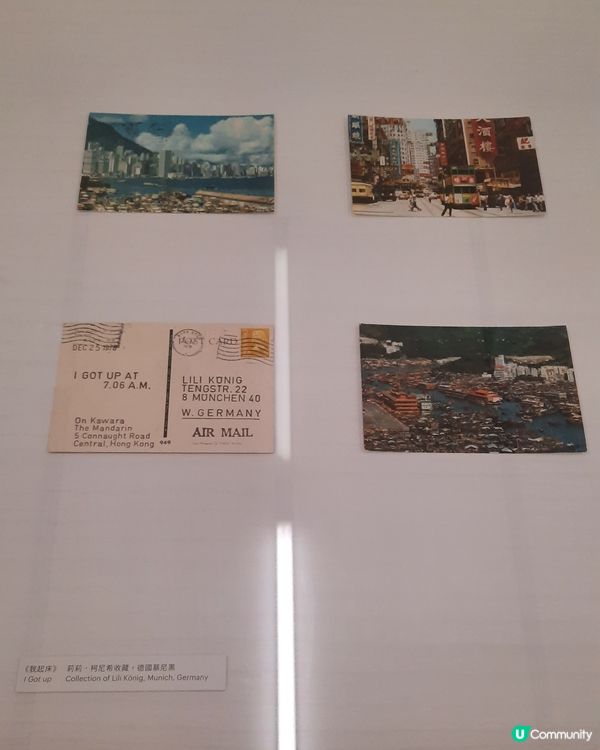 大酒樓
DEC 25 1978
POST CARD
I GOT UP AT
7.06 A.M.
LILI KÖNIG
TENGSTR. 22
8 MÜNCHEN 40
W. GERMANY
AIR MAIL
On Kawara
The Mandarin
5 Connaught Road
Central, Hong Kong
949
《我起床》 莉莉·柯尼希收藏，德國慕尼黑
I Got up Collection of Lili König, Munich, Germany
U Community